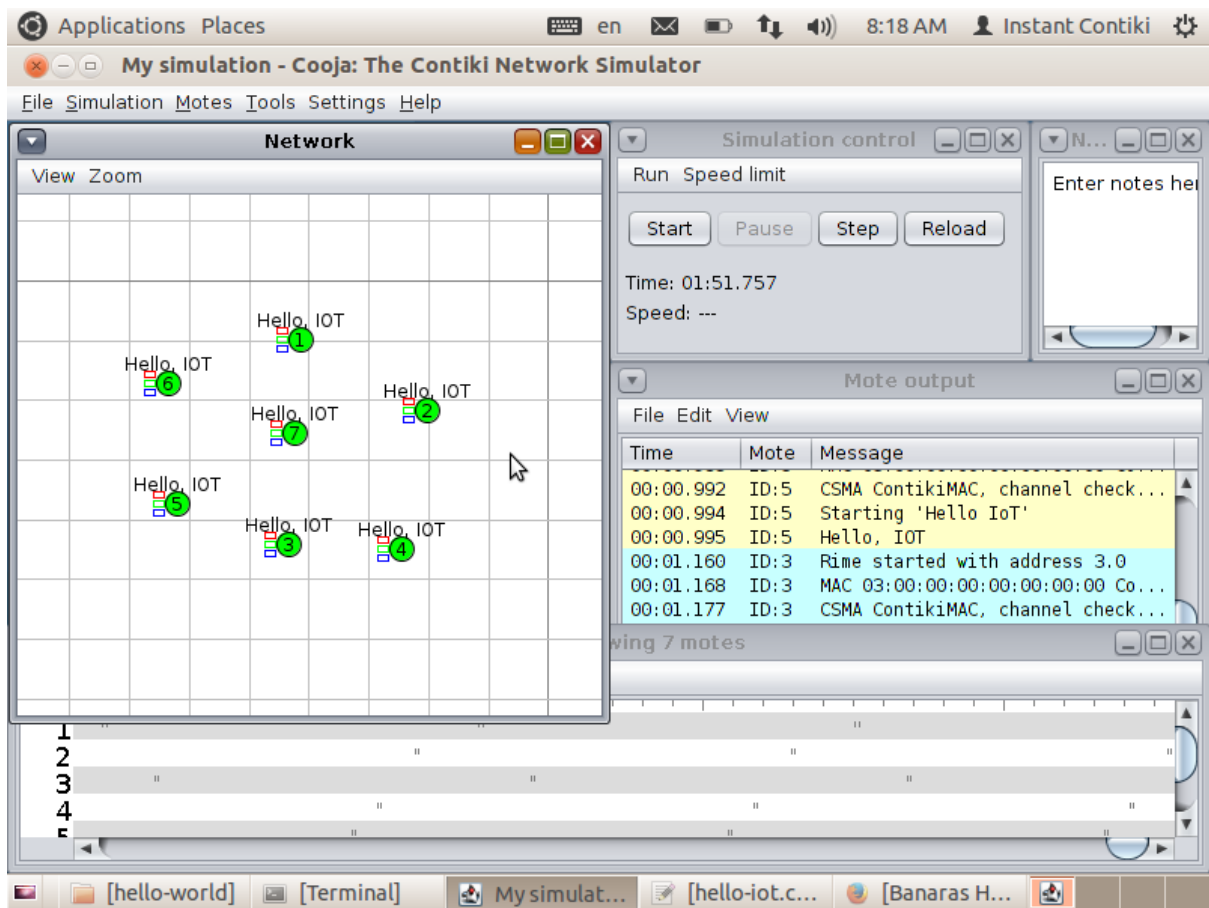 Applications Places en 8:18 AM Instant Contiki
My simulation - Cooja: The Contiki Network Simulator
File Simulation Motes Tools Settings Help
Network
View Zoom
Hello, IOT
1
Hello, IOT
6
Hello, IOT
2
Hello, IOT
7
Hello, IOT
5
Hello, IOT
3
Hello, IOT
4
Simulation control
Run Speed limit
Start Pause Step Reload
Time: 01:51.757
Speed: ---
N...
Enter notes her
Mote output
File Edit View
Time Mote Message
00:00.992 ID:5 CSMA ContikiMAC, channel check...
00:00.994 ID:5 Starting 'Hello IoT'
00:00.995 ID:5 Hello, IOT
00:01.160 ID:3 Rime started with address 3.0
00:01.168 ID:3 MAC 03:00:00:00:00:00:00:00 Co...
00:01.177 ID:3 CSMA ContikiMAC, channel check...
wing 7 motes
1
2
3
4
5
[hello-world] [Terminal] My simulat... [hello-iot.c... [Banaras H...